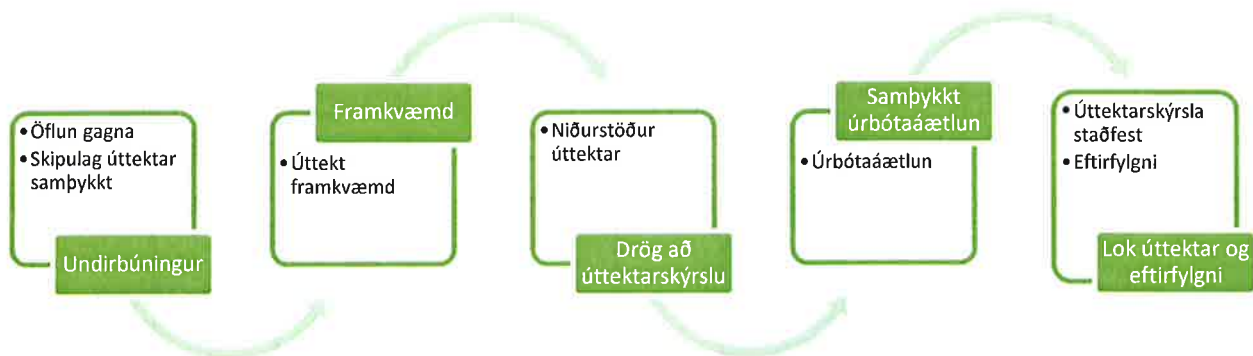 • Öflun gagna
• Skipulag úttektar
samþykkt
Undirbúningur
Framkvæmd
• Úttekt
framkvæmd
• Niðurstöður
úttektar
Drög að
úttektarskýrslu
Samþykkt
úrbótaáætlun
• Úrbótaáætlun
• Úttektarskýrsla
staðfest
• Eftirfylgni
Lok úttektar og
eftirfylgni